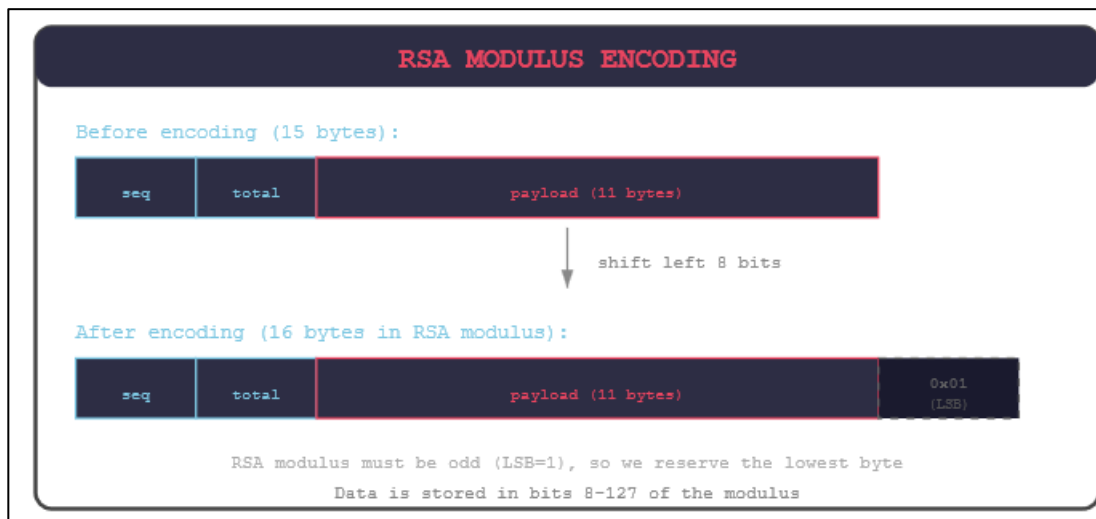 RSA MODULUS ENCODING
Before encoding (15 bytes):
seq total payload (11 bytes)
shift left 8 bits
After encoding (16 bytes in RSA modulus):
seq total payload (11 bytes) 0x01
(LSB)
RSA modulus must be odd (LSB=1), so we reserve the lowest byte
Data is stored in bits 8-127 of the modulus